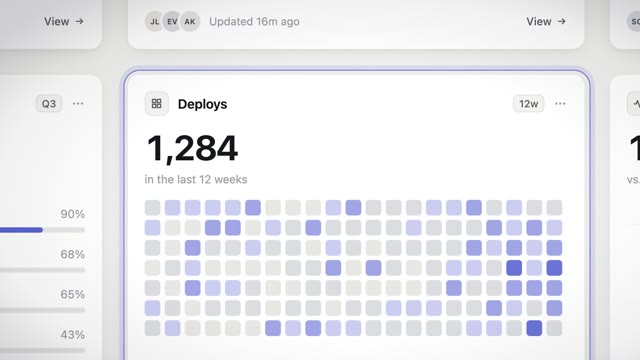 View →
JL EV AK Updated 16m ago
View →
Q3 ...
90%
68%
65%
43%
Deploys
12w ...
1,284
in the last 12 weeks
vs.